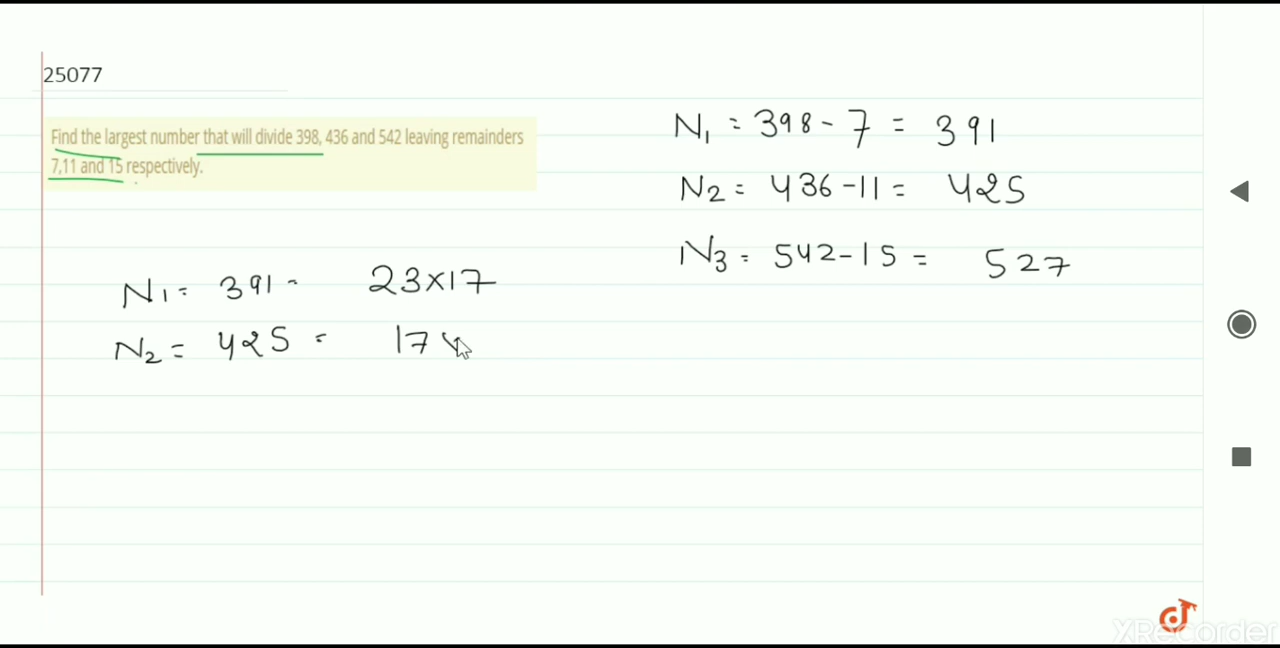 25077
Find the largest number that will divide 398, 436 and 542 leaving remainders
7,11 and 15 respectively.
N1 = 398 - 7 = 391
N2 = 436 - 11 = 425
N3 = 542 - 15 = 527
N1 = 391 - 23×17
N2 = 425 = 17
XRecorder